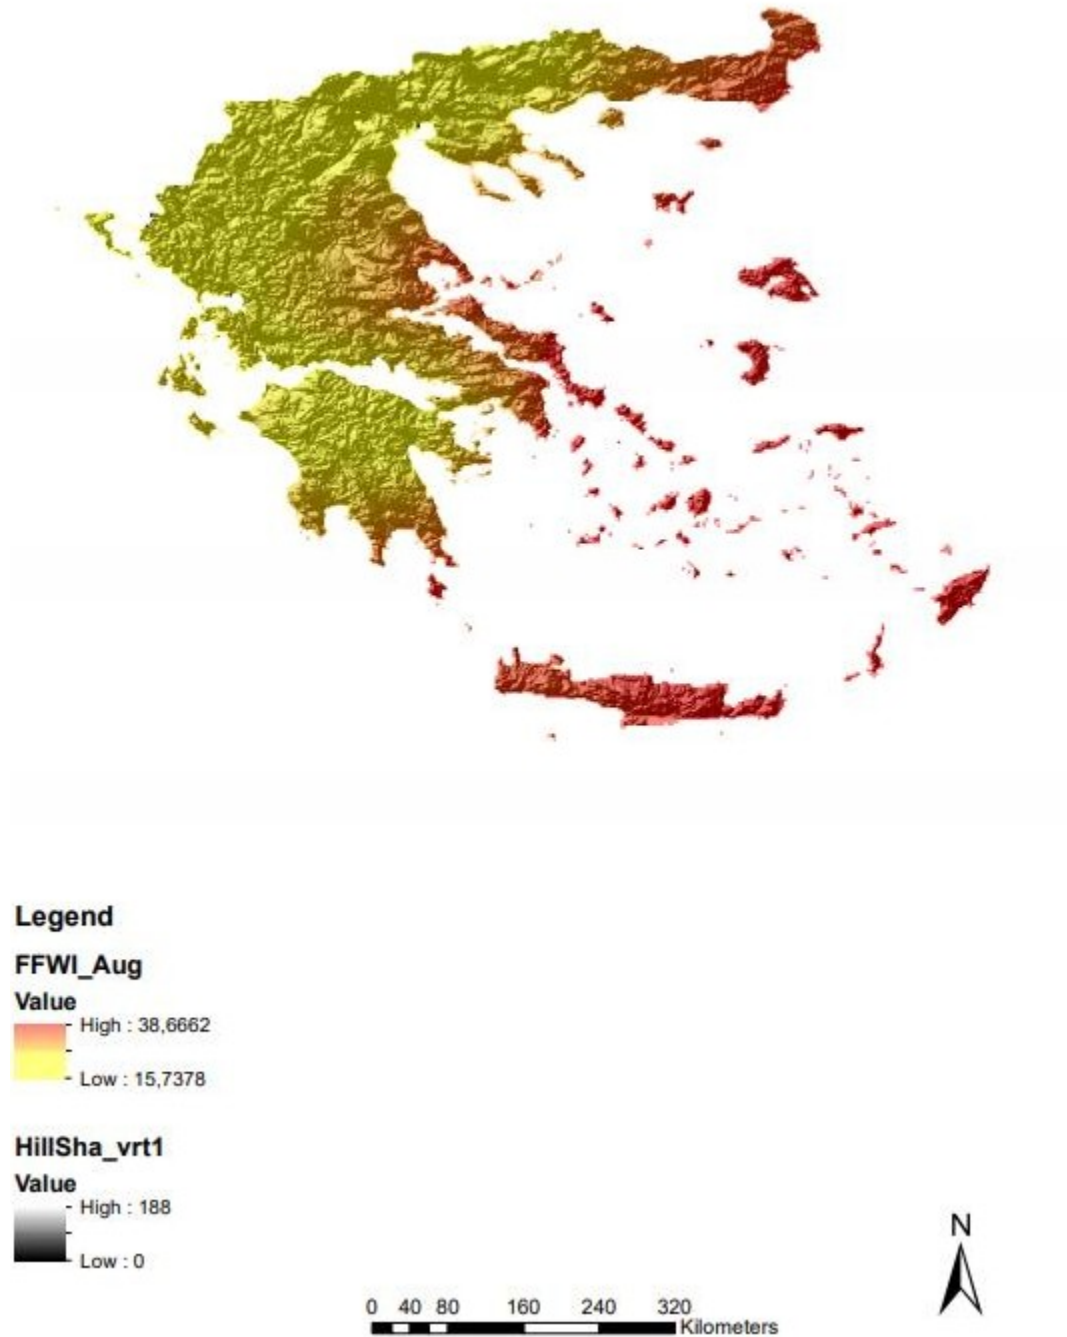 Legend
FFWI_Aug
Value
High : 38,6662
Low : 15,7378
HillSha_vrt1
Value
High : 188
Low : 0
N
0 40 80 160 240 320
Kilometers